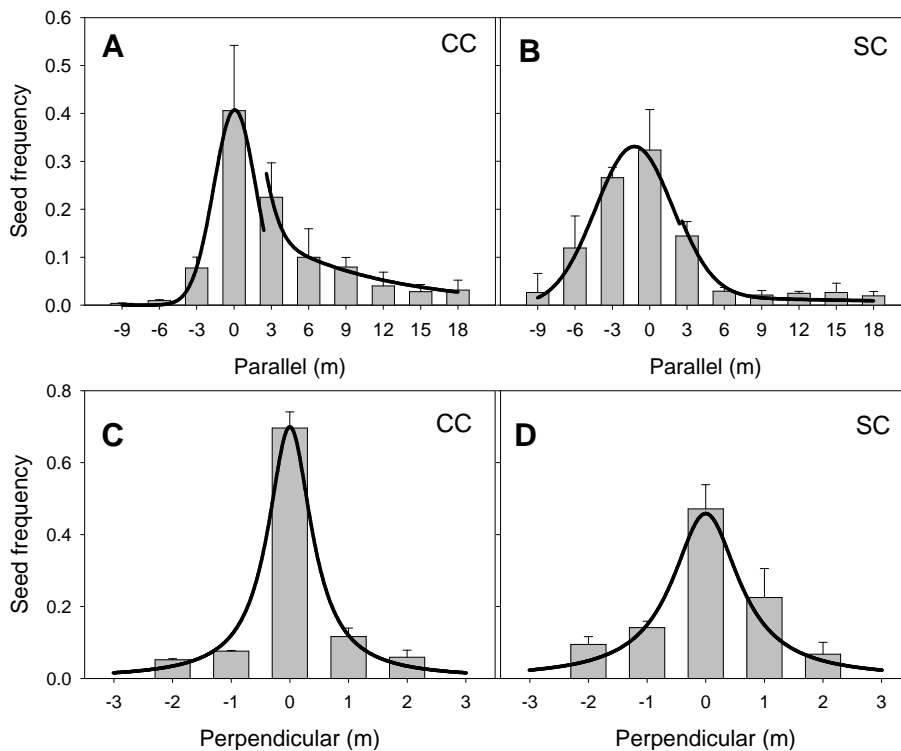 A CC
B SC
0.6
0.5
0.4
0.3
0.2
0.1
0.0
Seed frequency
-9 -6 -3 0 3 6 9 12 15 18
-9 -6 -3 0 3 6 9 12 15 18
Parallel (m)
Parallel (m)
C CC
D SC
0.8
0.6
0.4
0.2
0.0
Seed frequency
-3 -2 -1 0 1 2 3
-3 -2 -1 0 1 2 3
Perpendicular (m)
Perpendicular (m)